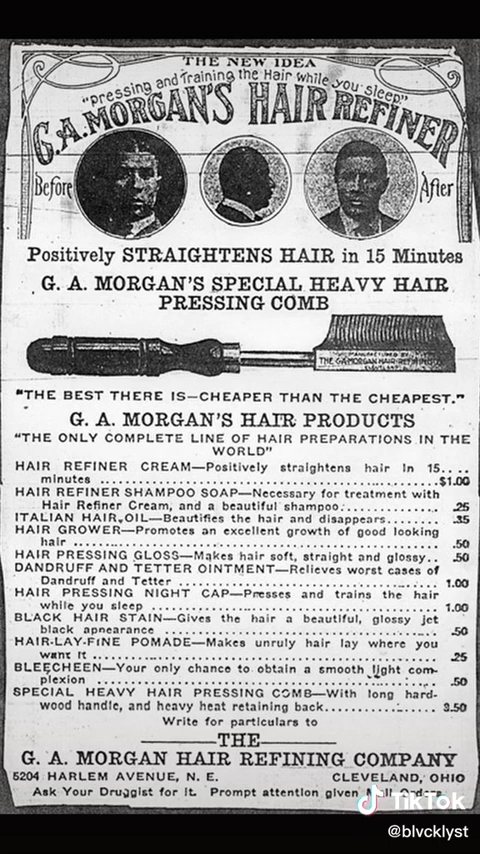 THE NEW IDEA
"pressing and Training the Hair while you sleep"
G.A. MORGAN'S HAIR REFINER
Before
After
Positively STRAIGHTENS HAIR in 15 Minutes
G. A. MORGAN'S SPECIAL HEAVY HAIR
PRESSING COMB
MANUFACTURED BY
THE G.A. MORGAN HAIR REFINING
"THE BEST THERE IS—CHEAPER THAN THE CHEAPEST."
G. A. MORGAN'S HAIR PRODUCTS
"THE ONLY COMPLETE LINE OF HAIR PREPARATIONS IN THE
WORLD"
HAIR REFINER CREAM—Positively straightens hair in 15....
minutes ........................................ $1.00
HAIR REFINER SHAMPOO SOAP—Necessary for treatment with
Hair Refiner Cream, and a beautiful shampoo.............. .25
ITALIAN HAIR OIL—Beautifies the hair and disappears....... .35
HAIR GROWER—Promotes an excellent growth of good looking
hair ........................................ .50
HAIR PRESSING GLOSS—Makes hair soft, straight and glossy.. .50
DANDRUFF AND TETTER OINTMENT—Relieves worst cases of
Dandruff and Tetter ........................................ 1.00
HAIR PRESSING NIGHT CAP—Presses and trains the hair
while you sleep ........................................ 1.00
BLACK HAIR STAIN—Gives the hair a beautiful, glossy jet
black apnearance ........................................ .50
HAIR-LAY-FINE POMADE—Makes unruly hair lay where you
want it ........................................ .25
BLEECHEEN—Your only chance to obtain a smooth light com-
plexion ........................................ .50
SPECIAL HEAVY HAIR PRESSING COMB—With long hard-
wood handle, and heavy heat retaining back............ 3.50
Write for particulars to
THE
G. A. MORGAN HAIR REFINING COMPANY
5204 HARLEM AVENUE, N. E. CLEVELAND, OHIO
Ask Your Druggist for It. Prompt attention given Mail Orders
TikTok
@blvcklyst